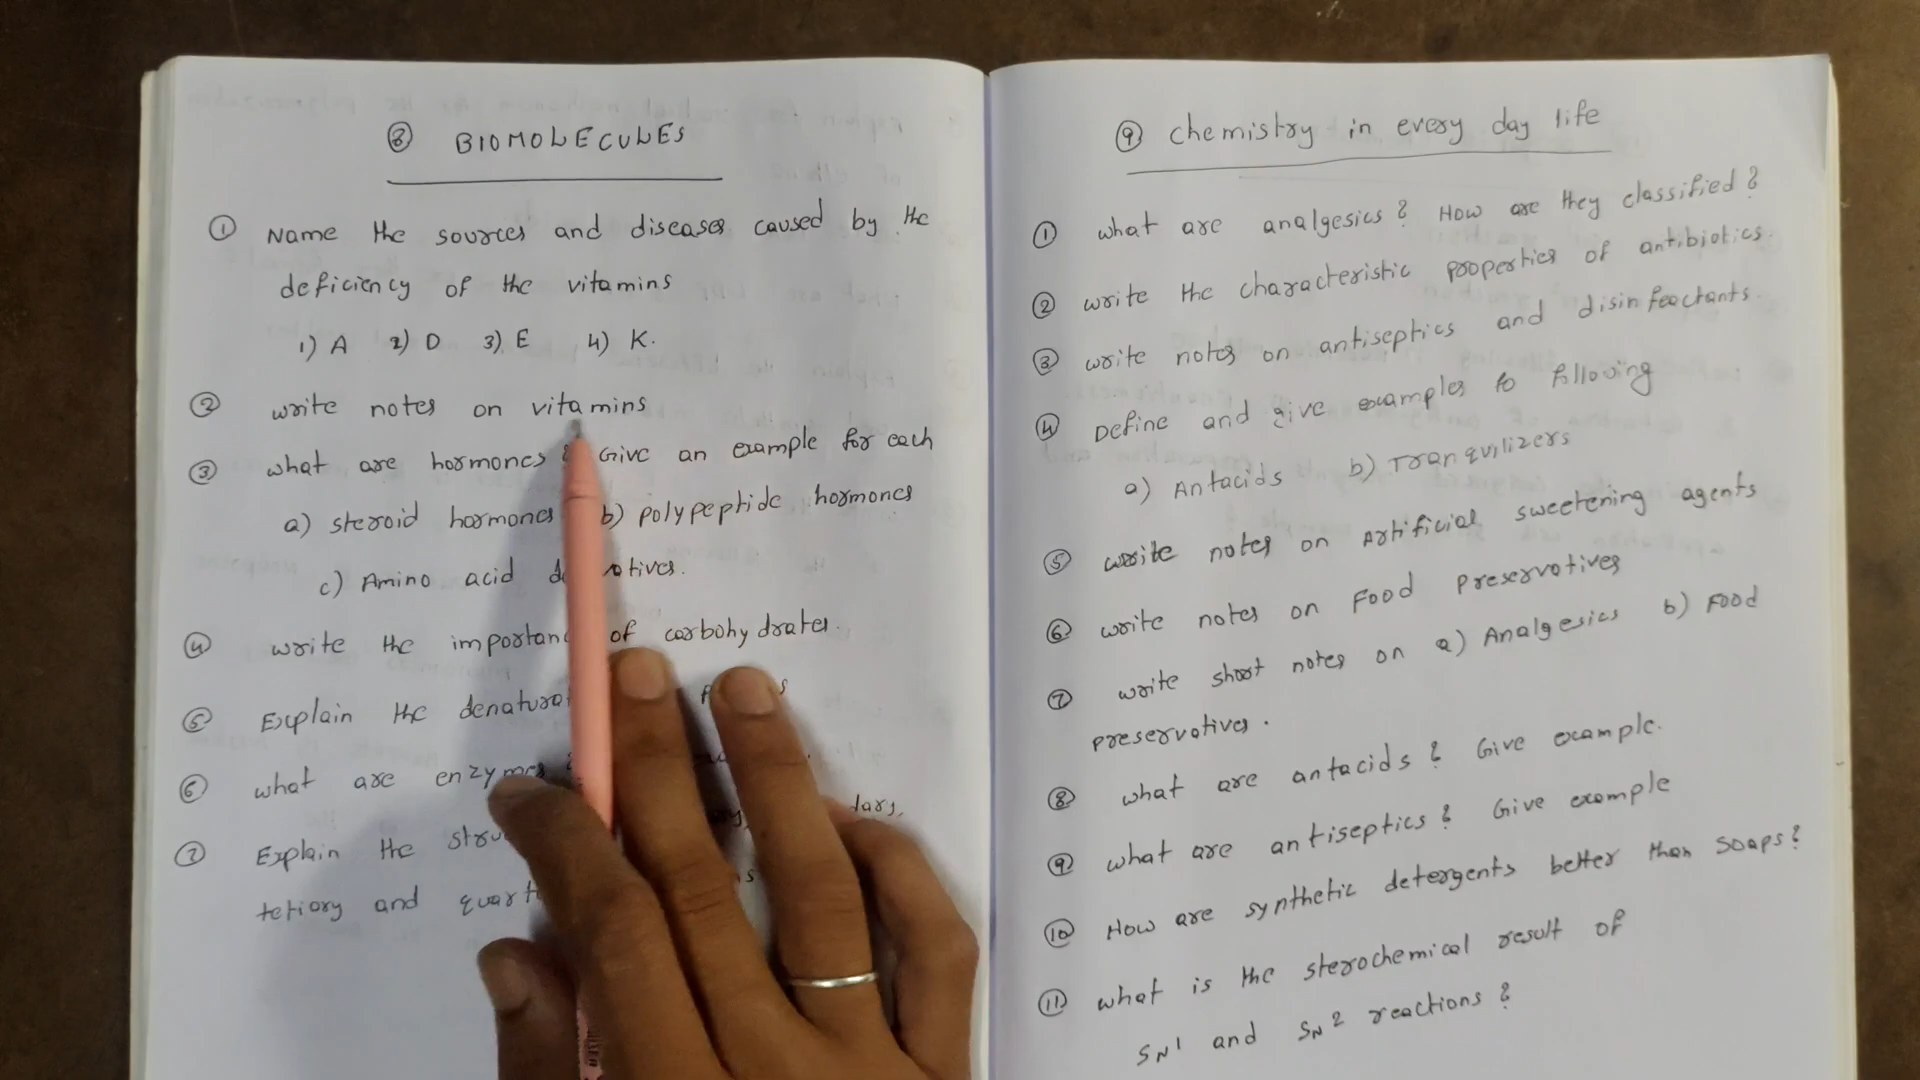 ⑧ BIOMOLECULES
① Name the sources and diseases caused by the
deficiency of the vitamins
1) A 2) D 3) E 4) K.
② write notes on vitamins
③ what are hormones ? Give an example for each
a) steroid hormones b) polypeptide hormones
c) Amino acid
④ write the of carbohydrates.
⑤ Explain the
⑥ what are enzymes ?
⑦ Explain the
tetiary and
⑨ chemistry in every day life
① what are analgesics ? How are they classified ?
② write the characteristic properties of antibiotics.
③ write notes on antiseptics and disinfectants.
④ Define and give examples to following
a) Antacids b) Tranquilizers
⑤ write notes on Artificial sweetening agents
⑥ write notes on Food preservatives
⑦ write short notes on a) Analgesics b) Food
preservatives.
⑧ what are antacids ? Give example.
⑨ what are antiseptics ? Give example
⑩ How are synthetic detergents better than soaps ?
⑪ what is the sterochemical result of
SN1 and SN2 reactions ?